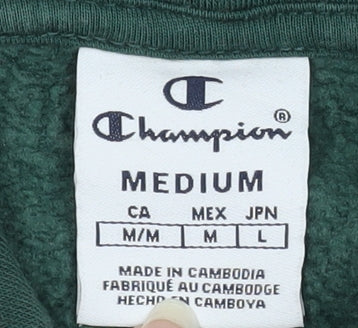 Champion®
MEDIUM
CA MEX JPN
M/M M L
MADE IN CAMBODIA
FABRIQUÉ AU CAMBODGE
HECHO EN CAMBOYA